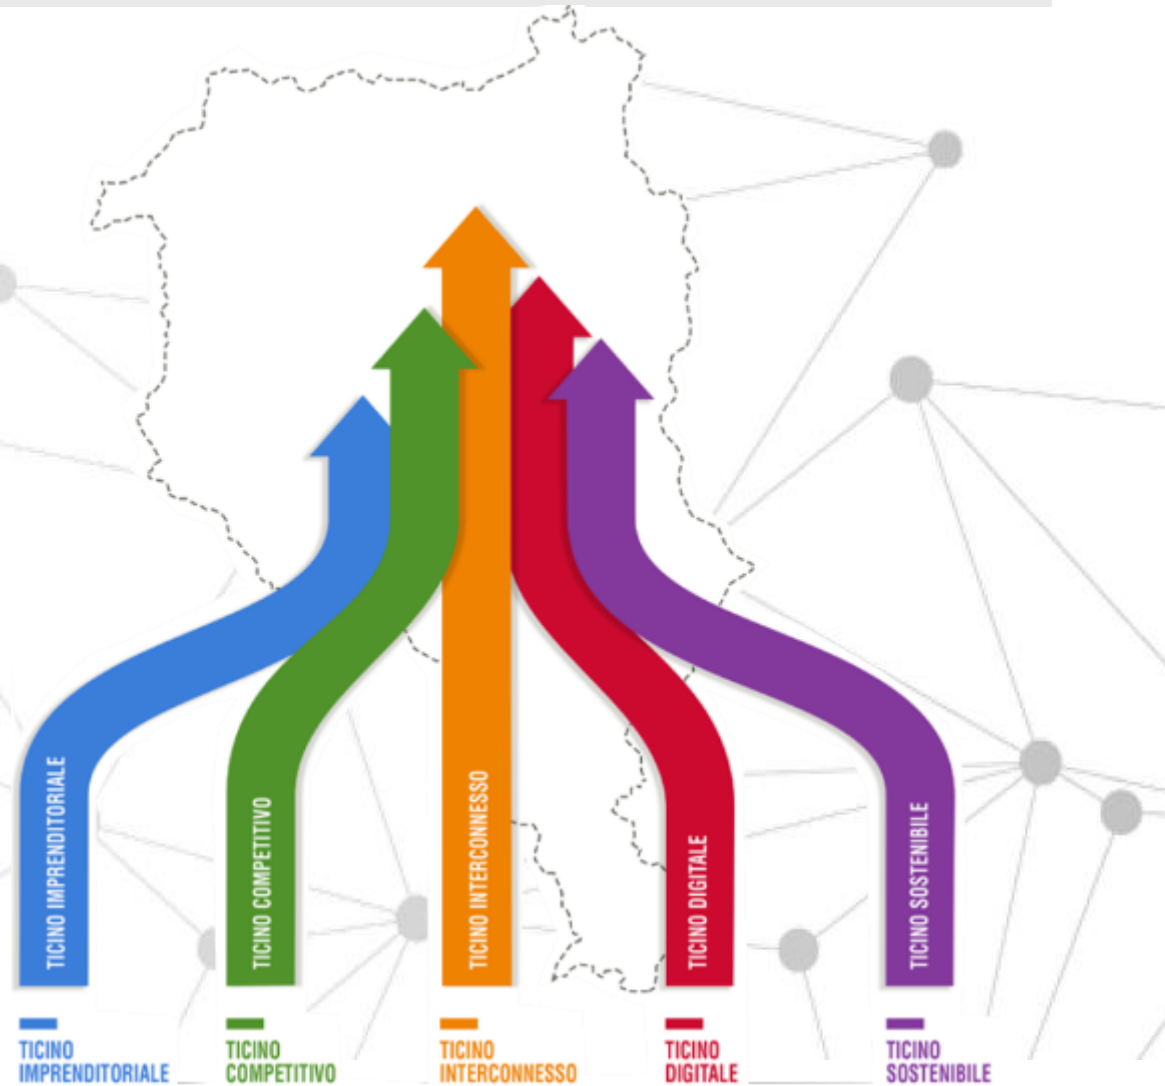 TICINO IMPRENDITORIALE
TICINO COMPETITIVO
TICINO INTERCONNESSO
TICINO DIGITALE
TICINO SOSTENIBILE
TICINO
IMPRENDITORIALE
TICINO
COMPETITIVO
TICINO
INTERCONNESSO
TICINO
DIGITALE
TICINO
SOSTENIBILE